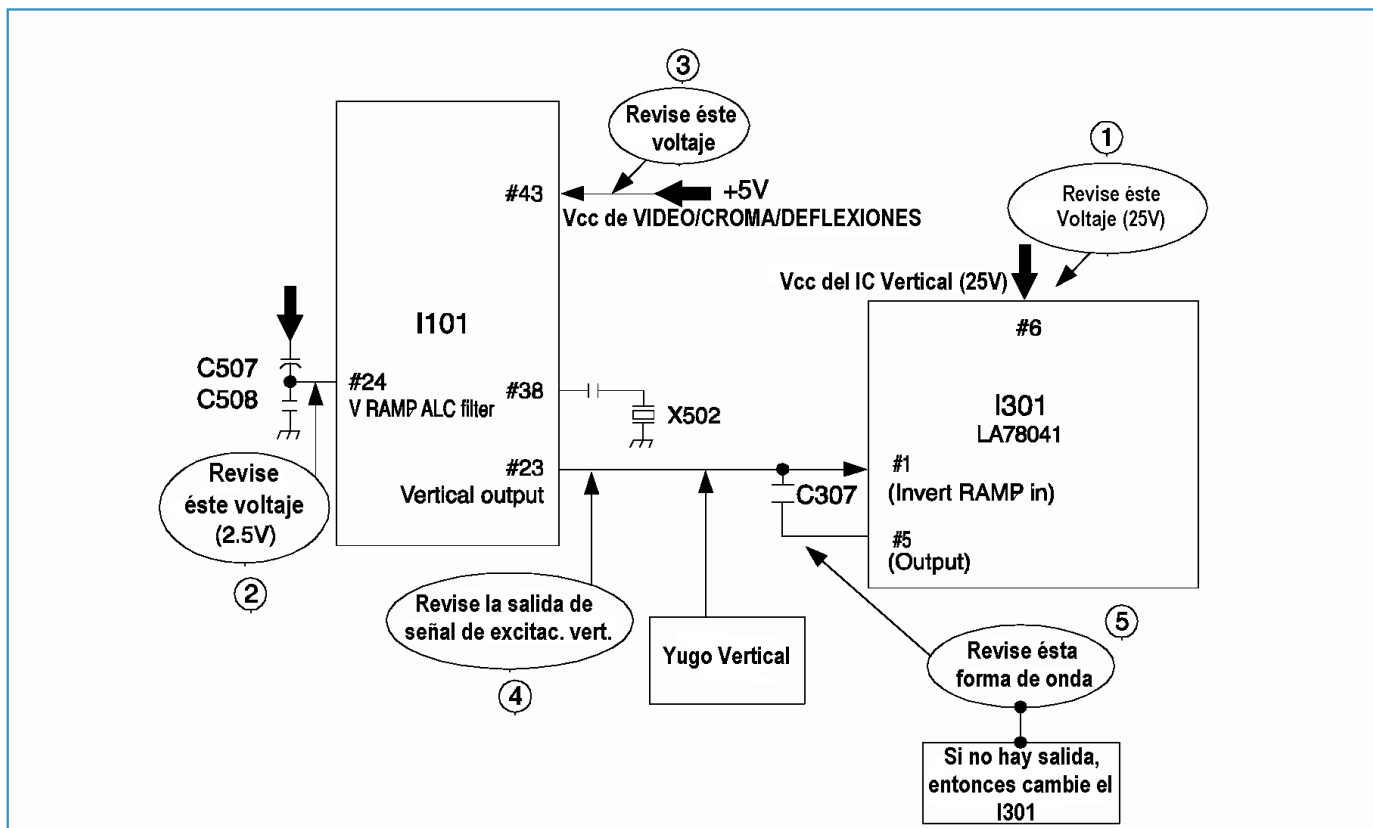 3
Revise éste
voltaje
1
#43
+5V
Vcc de VIDEO/CROMA/DEFLEXIONES
Revise éste
Voltaje (25V)
Vcc del IC Vertical (25V)
#6
I101
C507
C508
#24
V RAMP ALC filter
#38
X502
I301
LA78041
#23
Vertical output
C307
#1
(Invert RAMP in)
#5
(Output)
Revise
éste voltaje
(2.5V)
2
Revise la salida de
señal de excitac. vert.
4
Yugo Vertical
5
Revise ésta
forma de onda
Si no hay salida,
entonces cambie el
I301